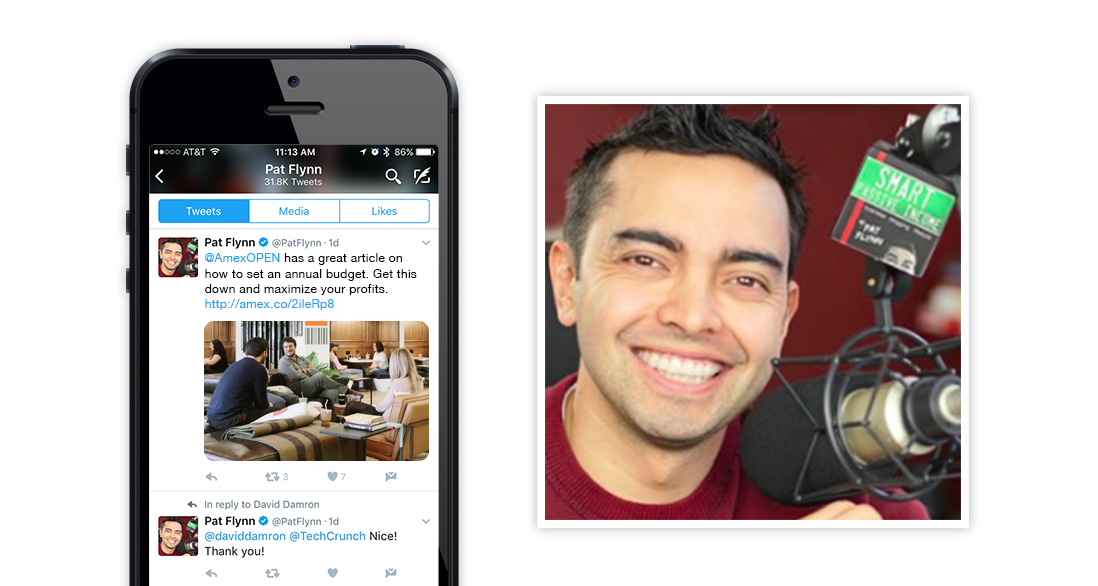 AT&T 11:13 AM 86%
Pat Flynn
31.8K Tweets
Tweets Media Likes
Pat Flynn @PatFlynn · 1d
@AmexOPEN has a great article on
how to set an annual budget. Get this
down and maximize your profits.
http://amex.co/2ileRp8
3 7
In reply to David Damron
Pat Flynn @PatFlynn · 1d
@daviddamron @TechCrunch Nice!
Thank you!
SMART
PASSIVE INCOME
PAT
FLYNN